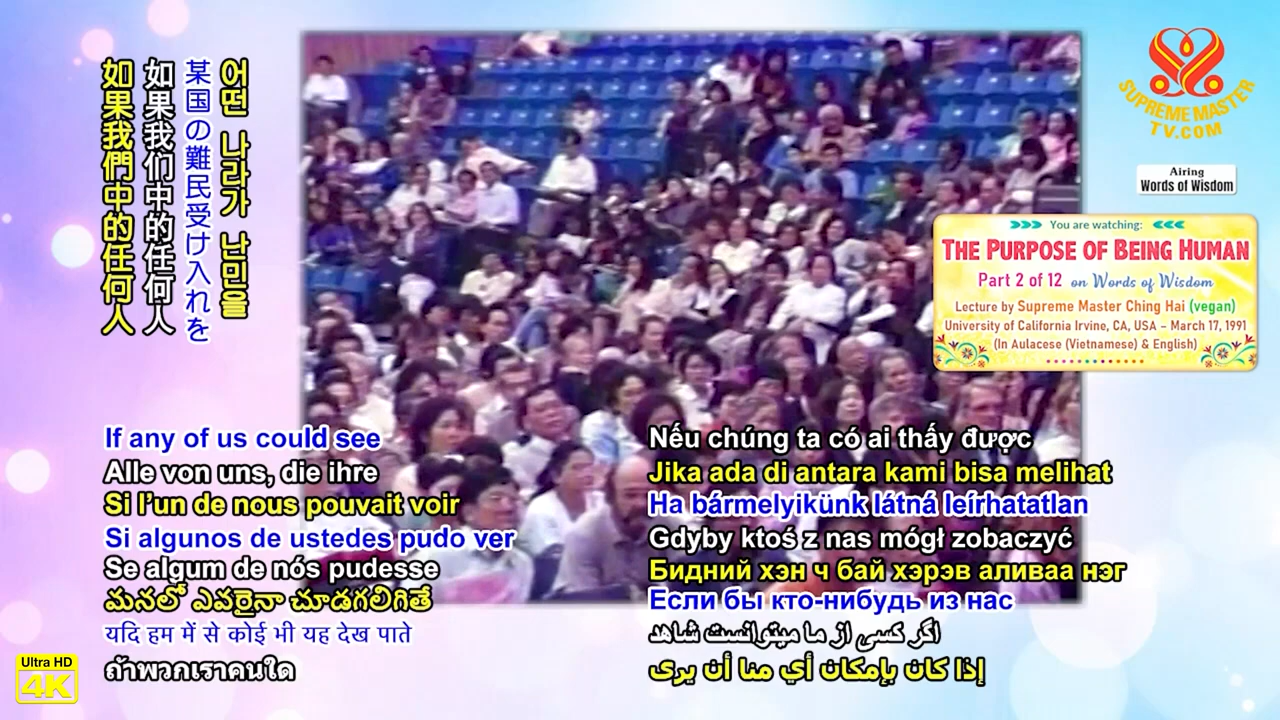 어떤 나라가 난민을
某国の難民受け入れを
如果我们中的任何人
如果我們中的任何人
SUPREME MASTER
TV.COM
Airing
Words of Wisdom
You are watching:
THE PURPOSE OF BEING HUMAN
Part 2 of 12 on Words of Wisdom
Lecture by Supreme Master Ching Hai (vegan)
University of California Irvine, CA, USA – March 17, 1991
(In Aulacese (Vietnamese) & English)
If any of us could see
Alle von uns, die ihre
Si l’un de nous pouvait voir
Si algunos de ustedes pudo ver
Se algum de nós pudesse
మనలో ఎవరైనా చూడగలిగితే
यदि हम में से कोई भी यह देख पाते
ถ้าพวกเราคนใด
Nếu chúng ta có ai thấy được
Jika ada di antara kami bisa melihat
Ha bármelyikünk látná leírhatatlan
Gdyby ktoś z nas mógł zobaczyć
Бидний хэн ч бай хэрэв аливаа нэг
Если бы кто-нибудь из нас
اگر کسی از ما میتوانست شاهد
إذا كان بإمكان أي منا أن يرى
Ultra HD
4K